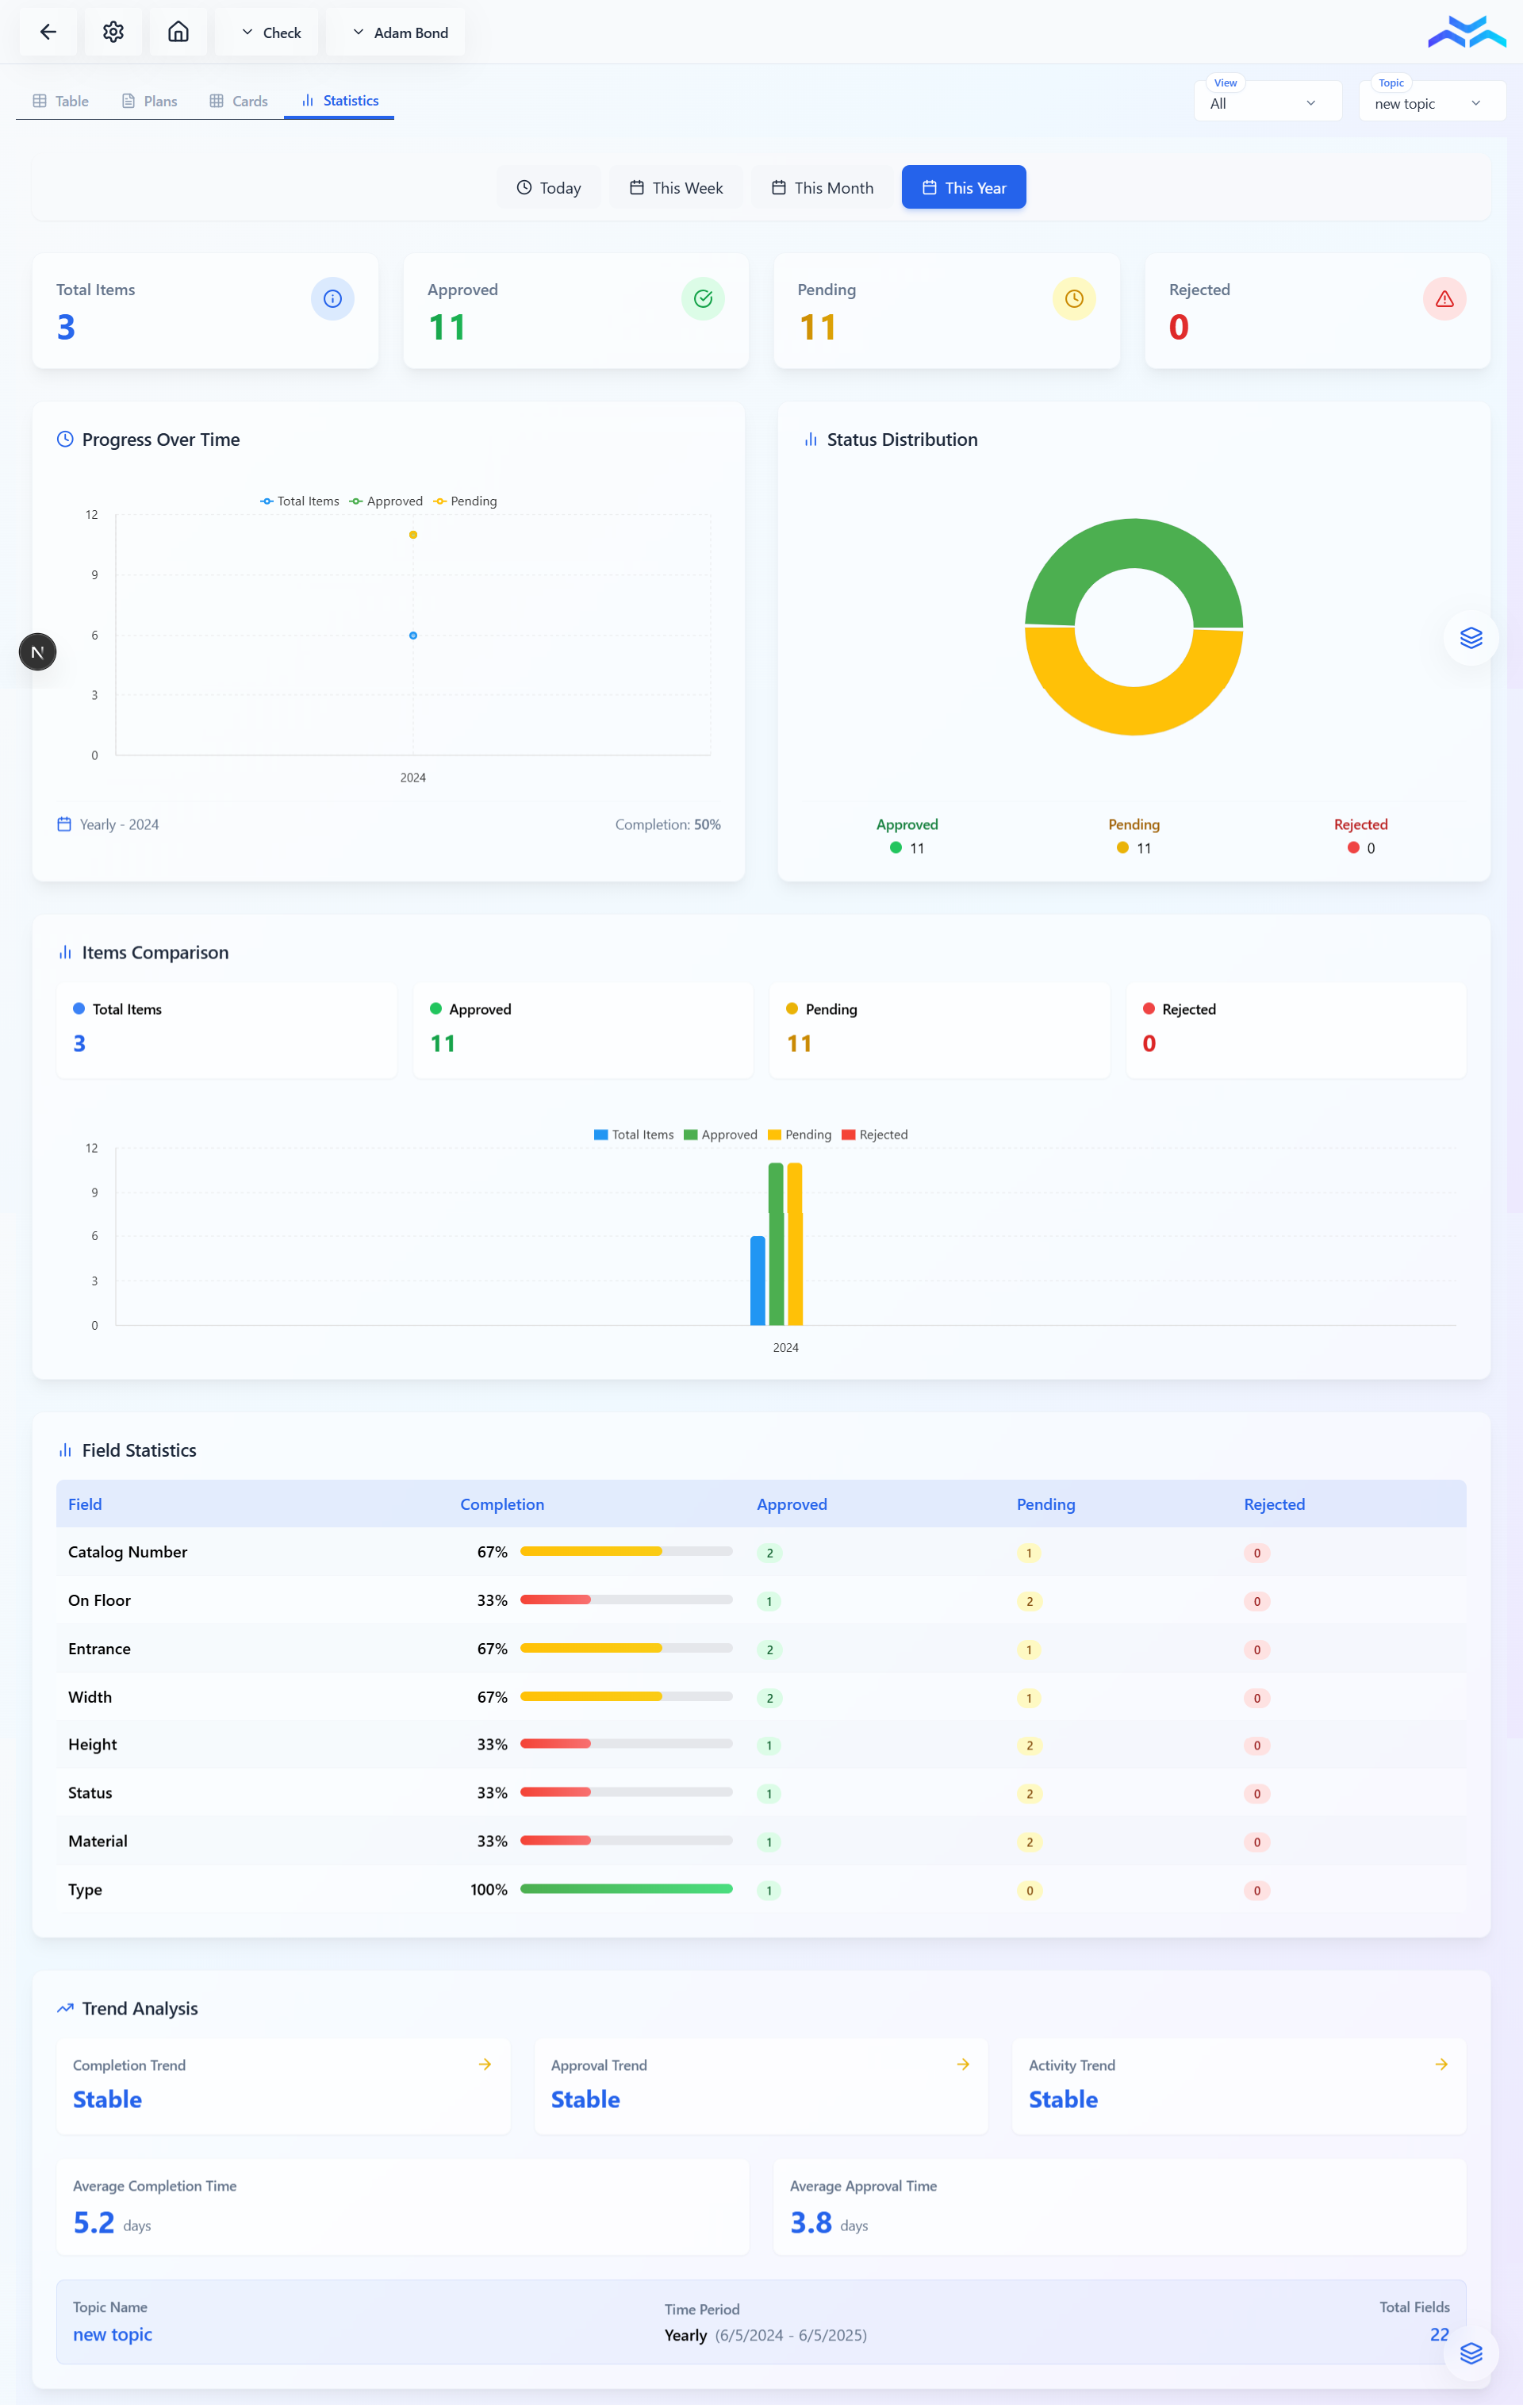 Check
Adam Bond
Table
Plans
Cards
Statistics
View
All
Topic
new topic
Today
This Week
This Month
This Year
Total Items
3
Approved
11
Pending
11
Rejected
0
Progress Over Time
Total Items Approved Pending
12
9
6
3
0
2024
Yearly - 2024
Completion: 50%
Status Distribution
Approved
11
Pending
11
Rejected
0
N
Items Comparison
Total Items
3
Approved
11
Pending
11
Rejected
0
Total Items Approved Pending Rejected
12
9
6
3
0
2024
Field Statistics
Field Completion Approved Pending Rejected
Catalog Number 67% 2 1 0
On Floor 33% 1 2 0
Entrance 67% 2 1 0
Width 67% 2 1 0
Height 33% 1 2 0
Status 33% 1 2 0
Material 33% 1 2 0
Type 100% 1 0 0
Trend Analysis
Completion Trend
Stable
Approval Trend
Stable
Activity Trend
Stable
Average Completion Time
5.2 days
Average Approval Time
3.8 days
Topic Name
new topic
Time Period
Yearly (6/5/2024 - 6/5/2025)
Total Fields
22